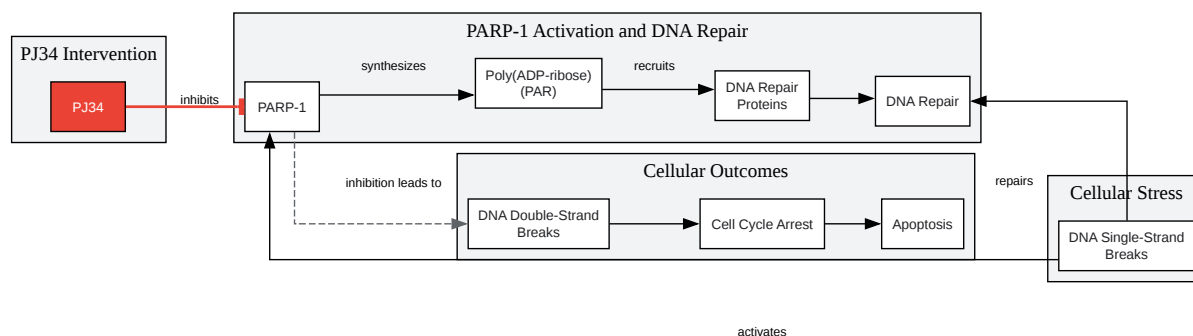 PJ34 Intervention
PJ34
inhibits
PARP-1 Activation and DNA Repair
PARP-1
synthesizes
Poly(ADP-ribose)
(PAR)
recruits
DNA Repair
Proteins
DNA Repair
inhibition leads to
Cellular Outcomes
DNA Double-Strand
Breaks
Cell Cycle Arrest
Apoptosis
repairs
Cellular Stress
DNA Single-Strand
Breaks
activates